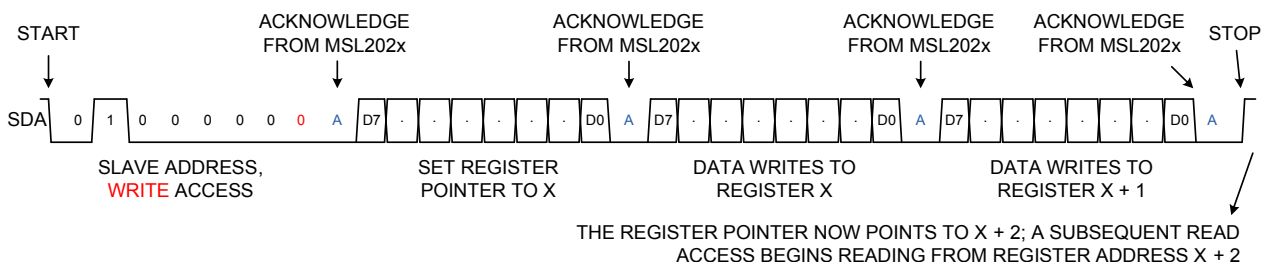 START
ACKNOWLEDGE
FROM MSL202x
ACKNOWLEDGE
FROM MSL202x
ACKNOWLEDGE
FROM MSL202x
ACKNOWLEDGE
FROM MSL202x
STOP
SDA 0 1 0 0 0 0 0 0 A D7 . . . . . . D0 A D7 . . . . . . D0 A D7 . . . . . . D0 A
SLAVE ADDRESS,
WRITE ACCESS
SET REGISTER
POINTER TO X
DATA WRITES TO
REGISTER X
DATA WRITES TO
REGISTER X + 1
THE REGISTER POINTER NOW POINTS TO X + 2; A SUBSEQUENT READ
ACCESS BEGINS READING FROM REGISTER ADDRESS X + 2